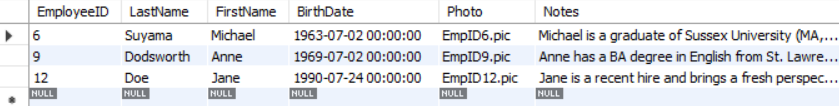 EmployeeID LastName FirstName BirthDate Photo Notes
6 Suyama Michael 1963-07-02 00:00:00 EmpID6.pic Michael is a graduate of Sussex University (MA,...
9 Dodsworth Anne 1969-07-02 00:00:00 EmpID9.pic Anne has a BA degree in English from St. Lawre...
12 Doe Jane 1990-07-24 00:00:00 EmpID12.pic Jane is a recent hire and brings a fresh perspec...
NULL NULL NULL NULL NULL NULL